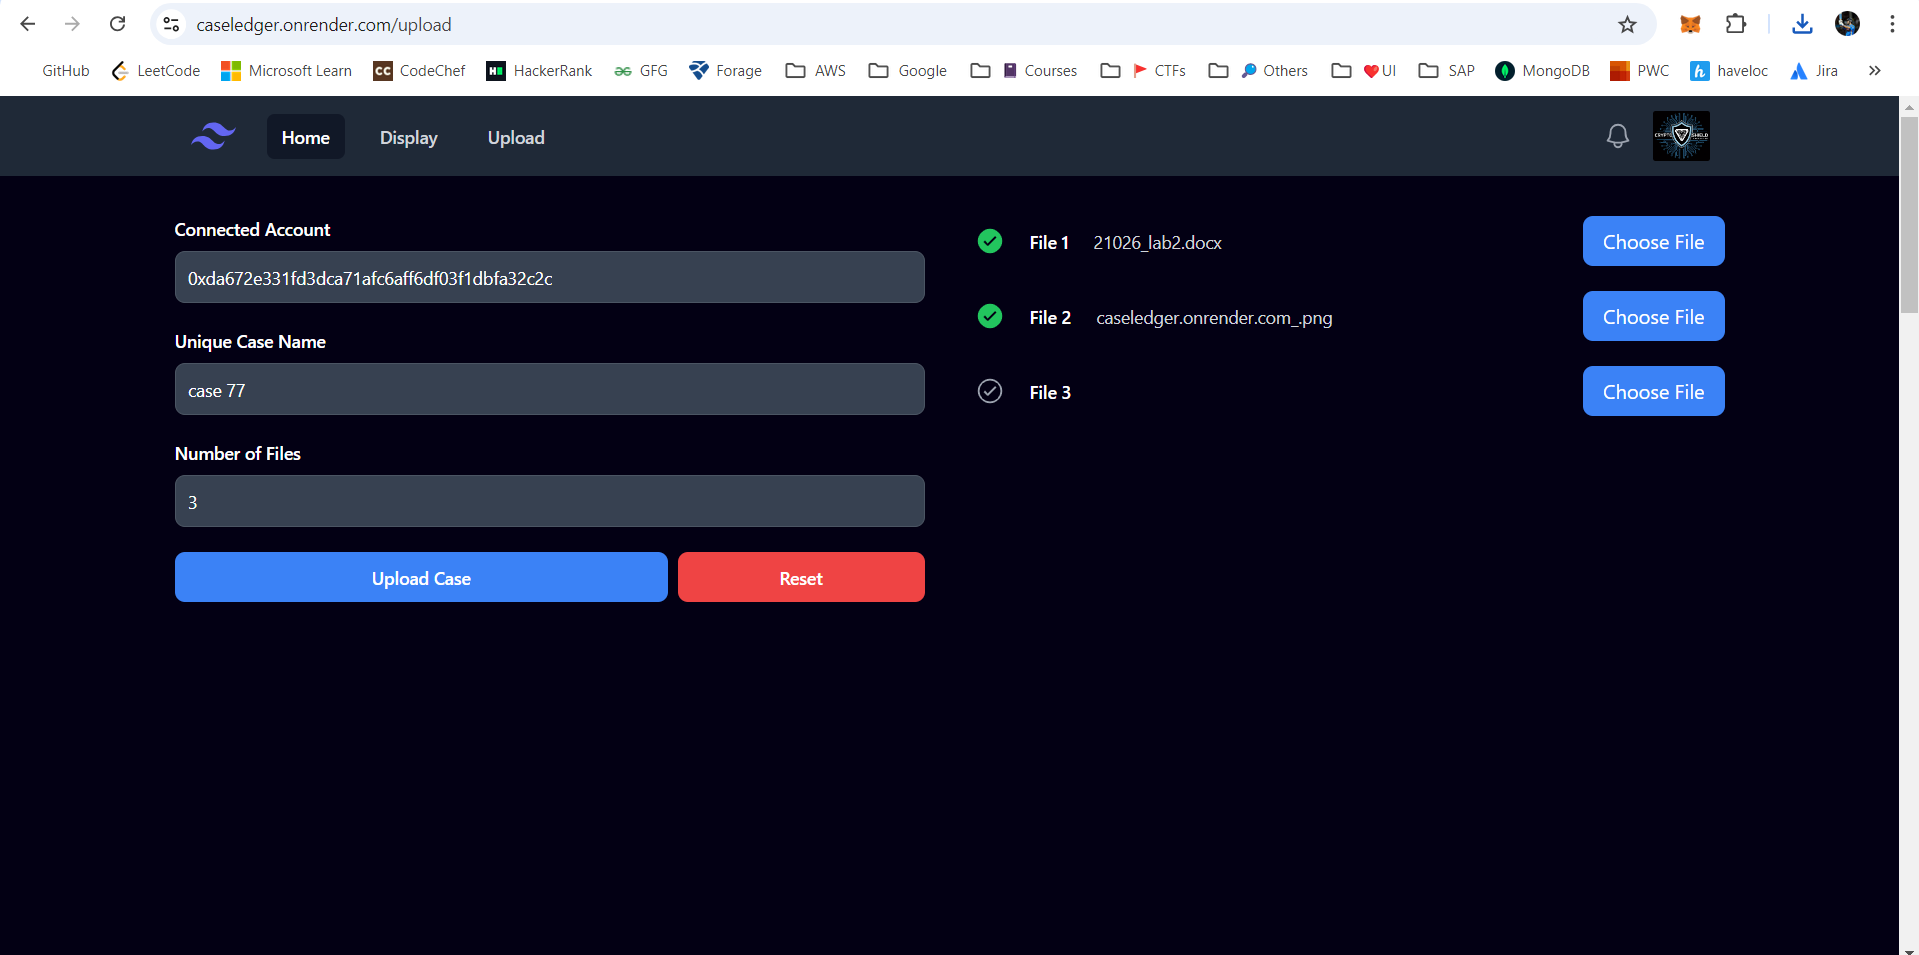 caseledger.onrender.com/upload
GitHub LeetCode Microsoft Learn CC CodeChef H HackerRank GFG Forage AWS Google Courses CTFs Others UI SAP MongoDB PWC h haveloc Jira »
Home Display Upload
CRYPTO SHIELD
Connected Account
0xda672e331fd3dca71afc6aff6df03f1dbfa32c2c
Unique Case Name
case 77
Number of Files
3
Upload Case Reset
File 1 21026_lab2.docx Choose File
File 2 caseledger.onrender.com_.png Choose File
File 3 Choose File